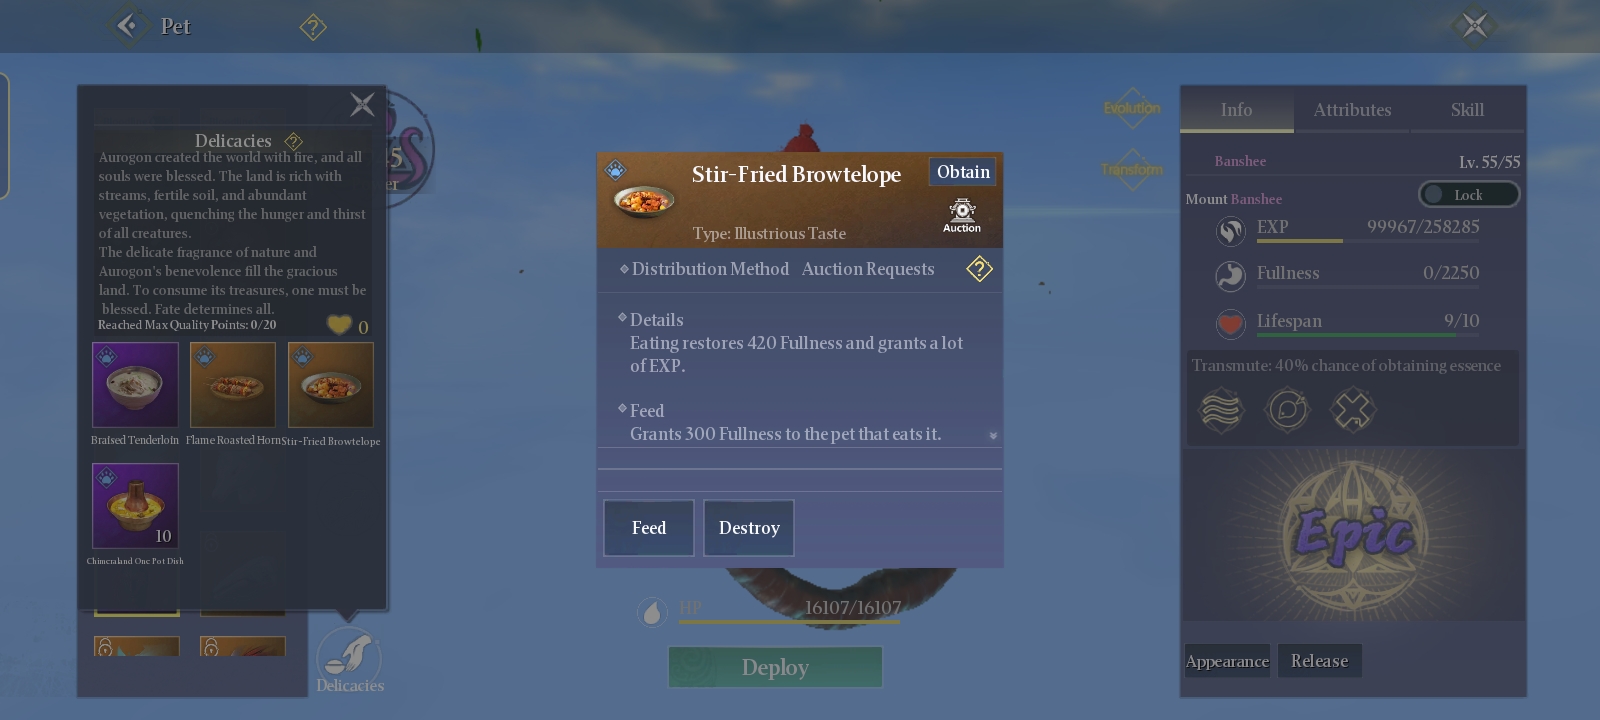 Pet
?
Delicacies ?
Aurogon created the world with fire, and all
souls were blessed. The land is rich with
streams, fertile soil, and abundant
vegetation, quenching the hunger and thirst
of all creatures.
The delicate fragrance of nature and
Aurogon's benevolence fill the gracious
land. To consume its treasures, one must be
blessed. Fate determines all.
Reached Max Quality Points: 0/20
0
Braised Tenderloin
Flame Roasted Horn
Stir-Fried Browtelope
10
Chimeraland One Pot Dish
Delicacies
Stir-Fried Browtelope
Obtain
Type: Illustrious Taste
Auction
Distribution Method Auction Requests
?
Details
Eating restores 420 Fullness and grants a lot
of EXP.
Feed
Grants 300 Fullness to the pet that eats it.
Feed
Destroy
HP 16107/16107
Deploy
Evolution
Transform
Info
Attributes
Skill
Banshee
Lv. 55/55
Mount Banshee
Lock
EXP 99967/258285
Fullness 0/2250
Lifespan 9/10
Transmute: 40% chance of obtaining essence
Epic
Appearance
Release